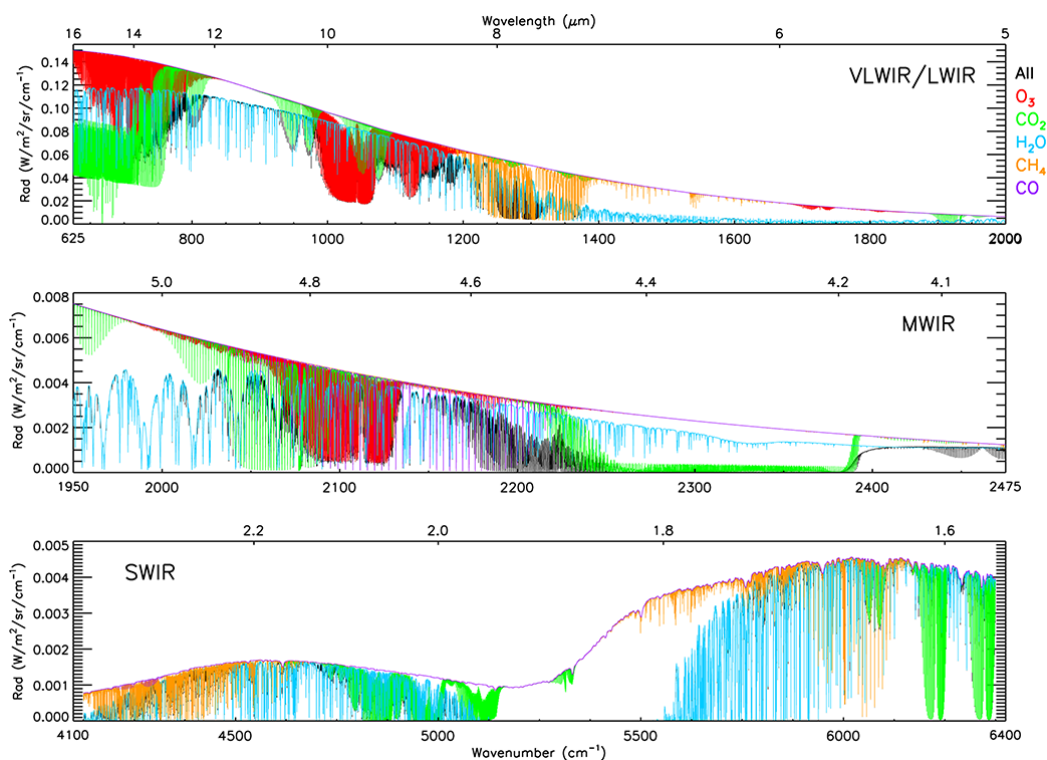 Wavelength (μm)
16 14 12 10 8 6 5
VLWIR/LWIR
Rad (W/m²/sr/cm⁻¹)
0.14
0.12
0.10
0.08
0.06
0.04
0.02
0.00
All
O₃
CO₂
H₂O
CH₄
CO
625 800 1000 1200 1400 1600 1800 2000
5.0 4.8 4.6 4.4 4.2 4.1
MWIR
Rad (W/m²/sr/cm⁻¹)
0.008
0.006
0.004
0.002
0.000
1950 2000 2100 2200 2300 2400 2475
2.2 2.0 1.8 1.6
SWIR
Rad (W/m²/sr/cm⁻¹)
0.005
0.004
0.003
0.002
0.001
0.000
4100 4500 5000 5500 6000 6400
Wavenumber (cm⁻¹)